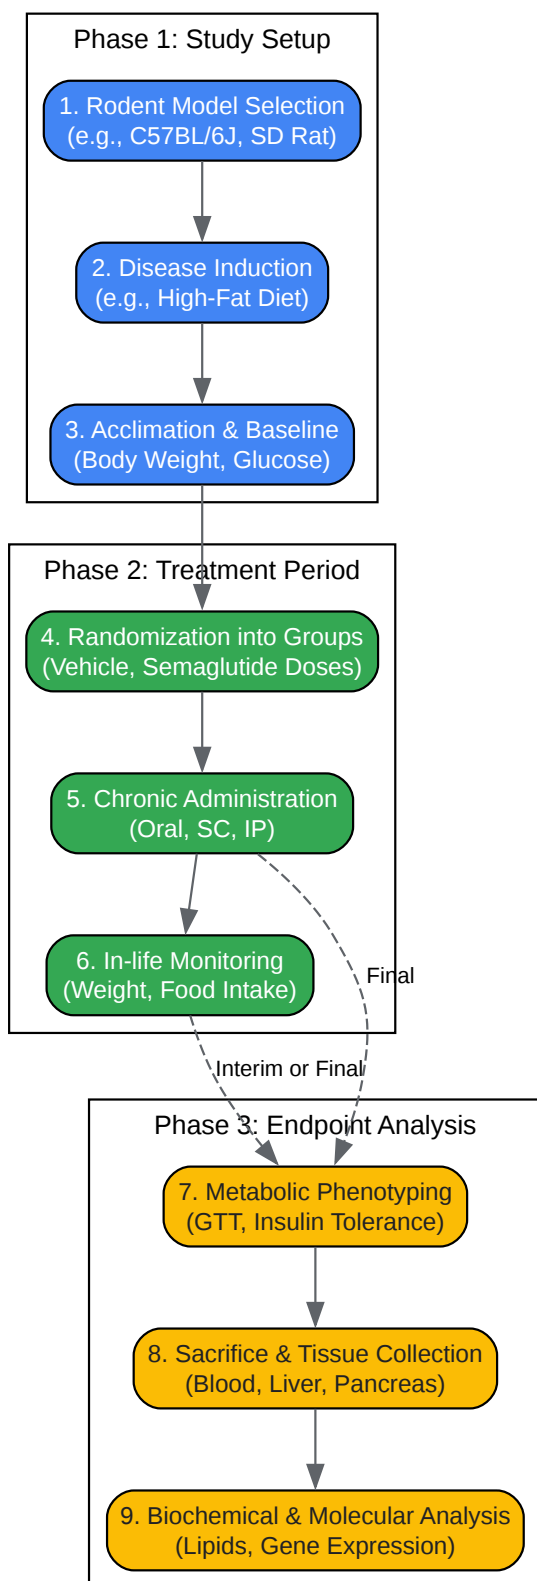 Phase 1: Study Setup
1. Rodent Model Selection
(e.g., C57BL/6J, SD Rat)
2. Disease Induction
(e.g., High-Fat Diet)
3. Acclimation & Baseline
(Body Weight, Glucose)
Phase 2: Treatment Period
4. Randomization into Groups
(Vehicle, Semaglutide Doses)
5. Chronic Administration
(Oral, SC, IP)
6. In-life Monitoring
(Weight, Food Intake)
Final
Interim or Final
Phase 3: Endpoint Analysis
7. Metabolic Phenotyping
(GTT, Insulin Tolerance)
8. Sacrifice & Tissue Collection
(Blood, Liver, Pancreas)
9. Biochemical & Molecular Analysis
(Lipids, Gene Expression)